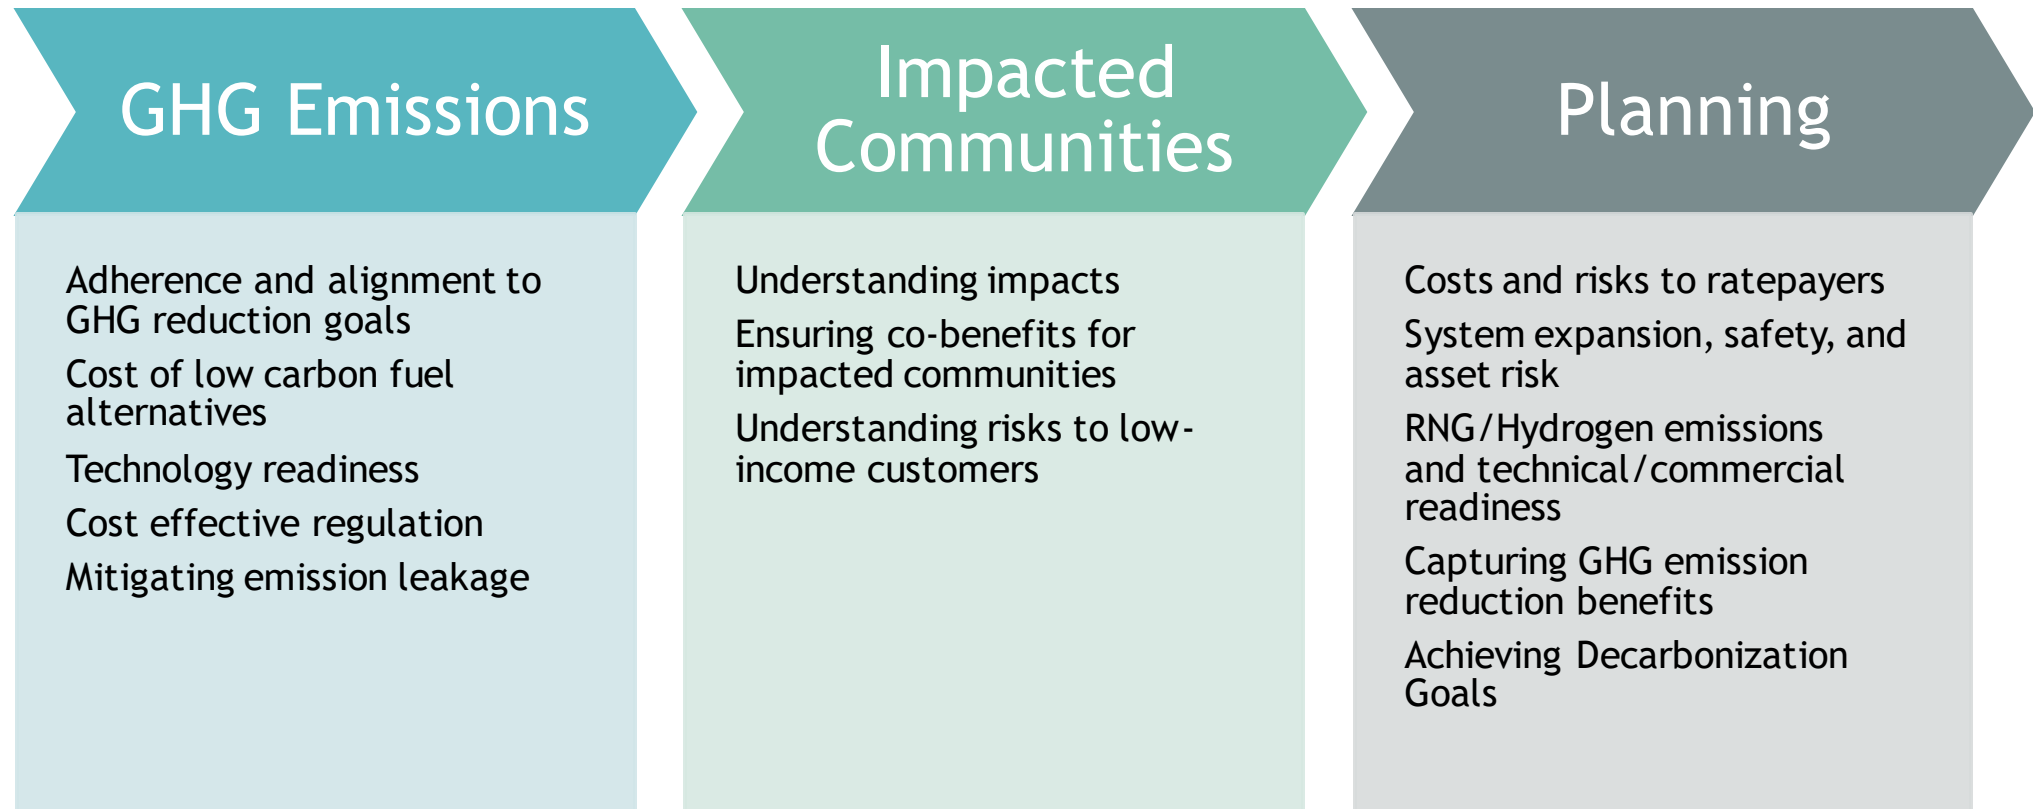 GHG Emissions
Adherence and alignment to
GHG reduction goals
Cost of low carbon fuel
alternatives
Technology readiness
Cost effective regulation
Mitigating emission leakage
Impacted
Communities
Understanding impacts
Ensuring co-benefits for
impacted communities
Understanding risks to low-
income customers
Planning
Costs and risks to ratepayers
System expansion, safety, and
asset risk
RNG/Hydrogen emissions
and technical/commercial
readiness
Capturing GHG emission
reduction benefits
Achieving Decarbonization
Goals